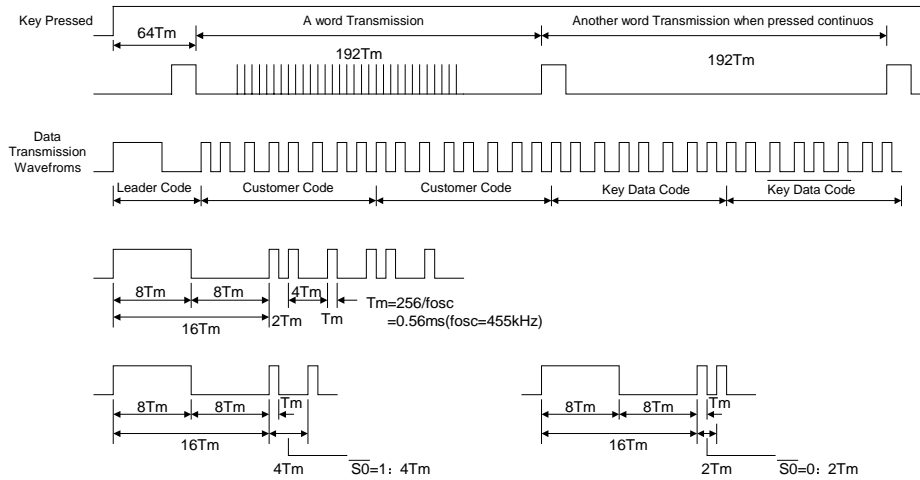 Key Pressed
A word Transmission
Another word Transmission when pressed continuos
64Tm
192Tm
192Tm
Data
Transmission
Wavefroms
Leader Code
Customer Code
Customer Code
Key Data Code
Key Data Code
8Tm
8Tm
4Tm
16Tm
2Tm
Tm
Tm=256/fosc
=0.56ms(fosc=455kHz)
8Tm
8Tm
Tm
16Tm
4Tm
S0=1: 4Tm
8Tm
8Tm
Tm
16Tm
2Tm
S0=0: 2Tm